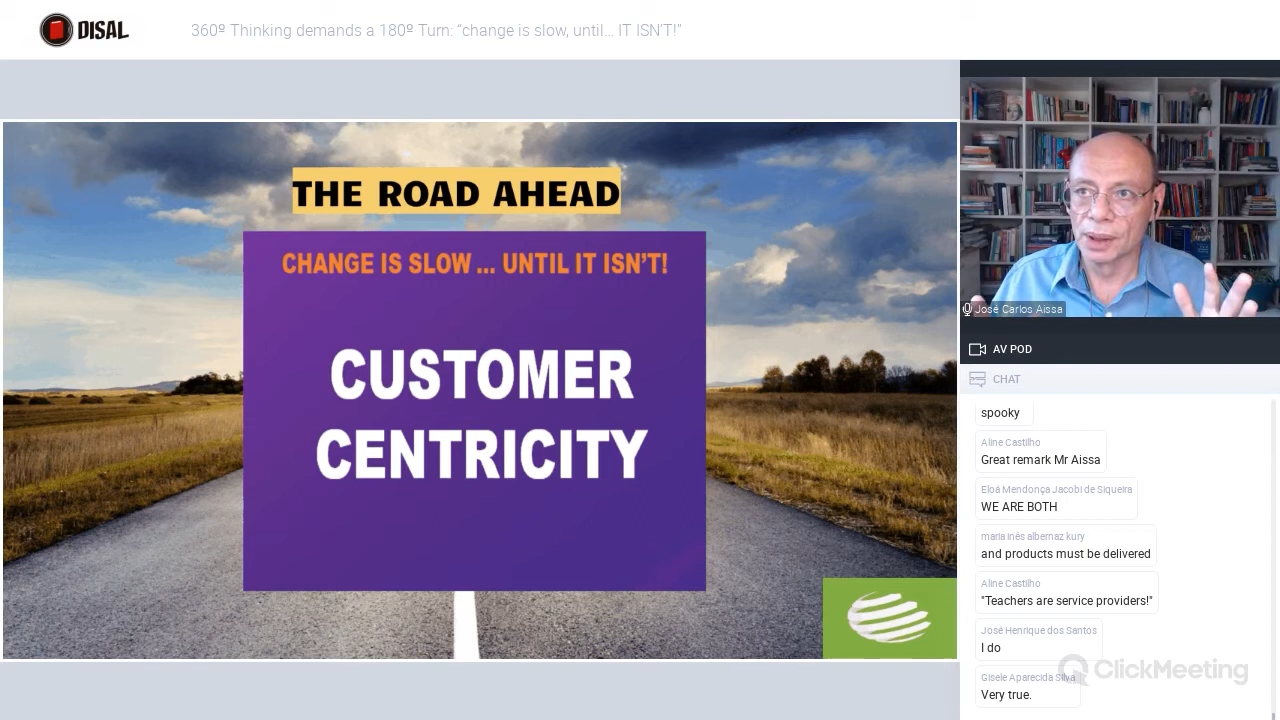 DISAL
360º Thinking demands a 180º Turn: “change is slow, until... IT ISN'T!”
THE ROAD AHEAD
CHANGE IS SLOW ... UNTIL IT ISN'T!
CUSTOMER
CENTRICITY
José Carlos Aissa
AV POD
CHAT
spooky
Aline Castilho
Great remark Mr Aissa
Eloá Mendonça Jacobi de Siqueira
WE ARE BOTH
maria inês albernaz kury
and products must be delivered
Aline Castilho
"Teachers are service providers!"
José Henrique dos Santos
I do
Gisele Aparecida Silva
Very true.
ClickMeeting